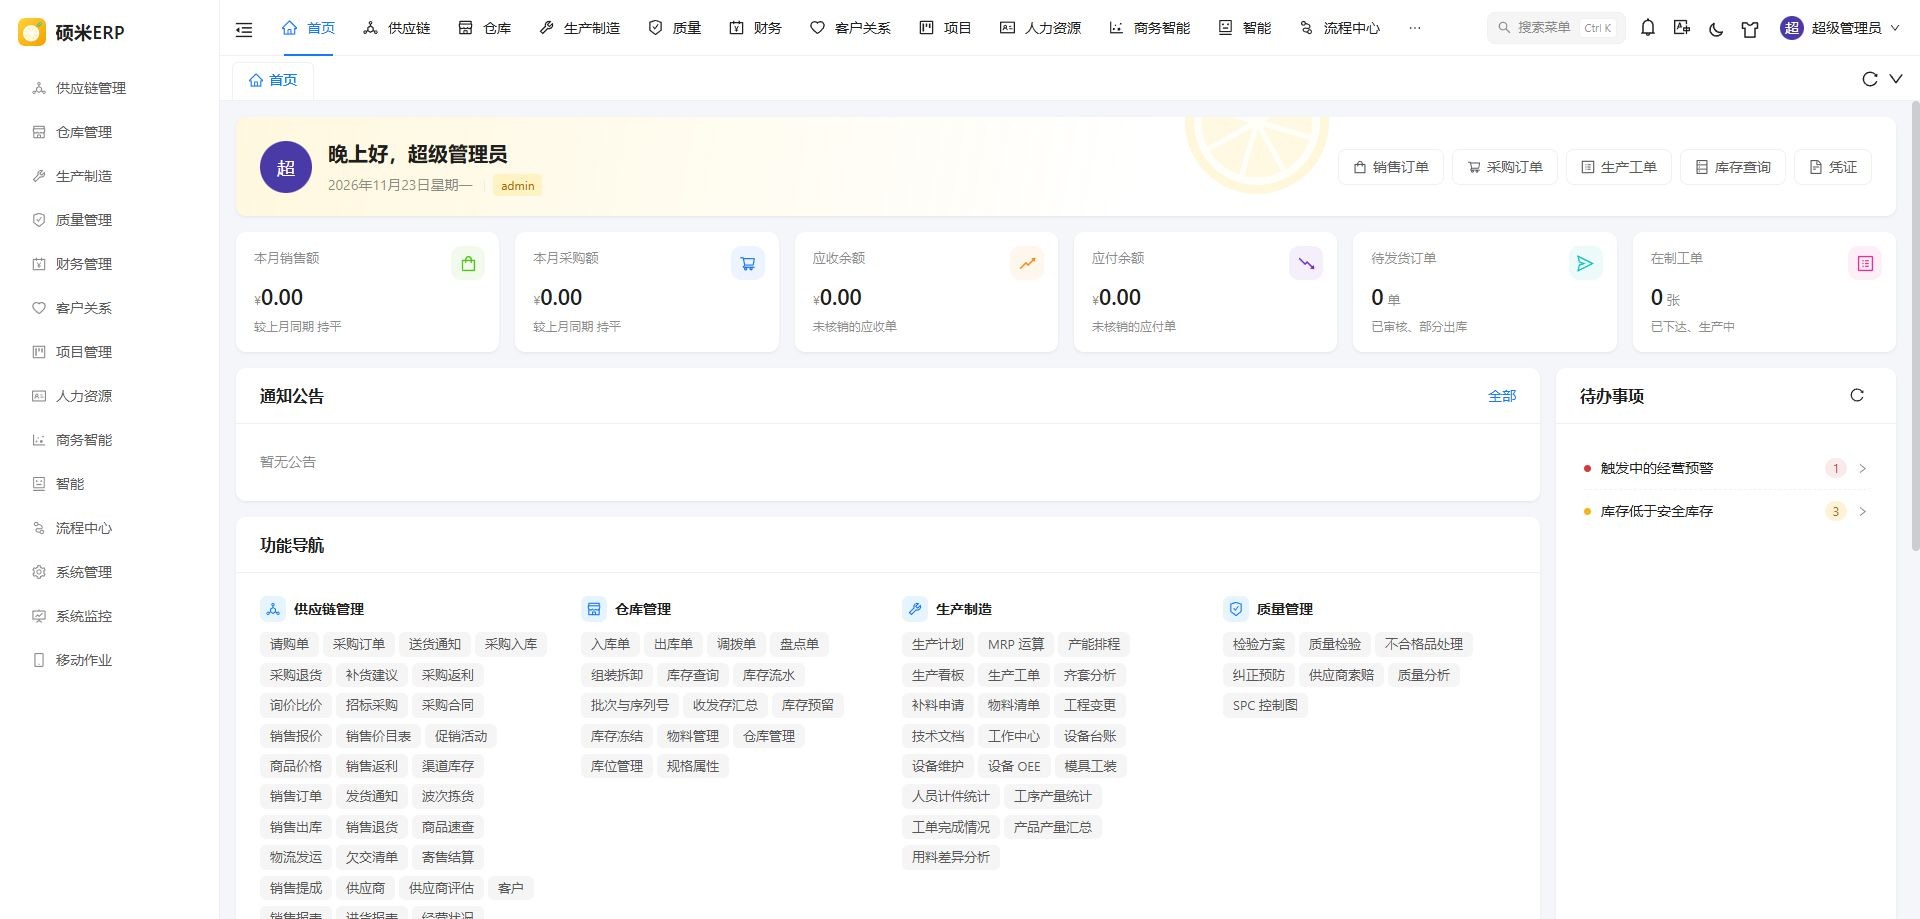 硕米ERP
首页 供应链 仓库 生产制造 质量 财务 客户关系 项目 人力资源 商务智能 智能 流程中心 ··· 搜索菜单 Ctrl K 超 超级管理员
首页
供应链管理
仓库管理
生产制造
质量管理
财务管理
客户关系
项目管理
人力资源
商务智能
智能
流程中心
系统管理
系统监控
移动作业
超
晚上好，超级管理员
2026年11月23日星期一 admin
销售订单 采购订单 生产工单 库存查询 凭证
本月销售额
¥0.00
较上月同期 持平
本月采购额
¥0.00
较上月同期 持平
应收余额
¥0.00
未核销的应收单
应付余额
¥0.00
未核销的应付单
待发货订单
0 单
已审核、部分出库
在制工单
0 张
已下达、生产中
通知公告 全部
暂无公告
待办事项
触发中的经营预警 1
库存低于安全库存 3
功能导航
供应链管理
请购单 采购订单 送货通知 采购入库
采购退货 补货建议 采购返利
询价比价 招标采购 采购合同
销售报价 销售价目表 促销活动
商品价格 销售返利 渠道库存
销售订单 发货通知 波次拣货
销售出库 销售退货 商品速查
物流发运 欠交清单 寄售结算
销售提成 供应商 供应商评估 客户
销售报表 进货报表 经营状况
仓库管理
入库单 出库单 调拨单 盘点单
组装拆卸 库存查询 库存流水
批次与序列号 收发存汇总 库存预留
库存冻结 物料管理 仓库管理
库位管理 规格属性
生产制造
生产计划 MRP 运算 产能排程
生产看板 生产工单 齐套分析
补料申请 物料清单 工程变更
技术文档 工作中心 设备台账
设备维护 设备 OEE 模具工装
人员计件统计 工序产量统计
工单完成情况 产品产量汇总
用料差异分析
质量管理
检验方案 质量检验 不合格品处理
纠正预防 供应商索赔 质量分析
SPC 控制图